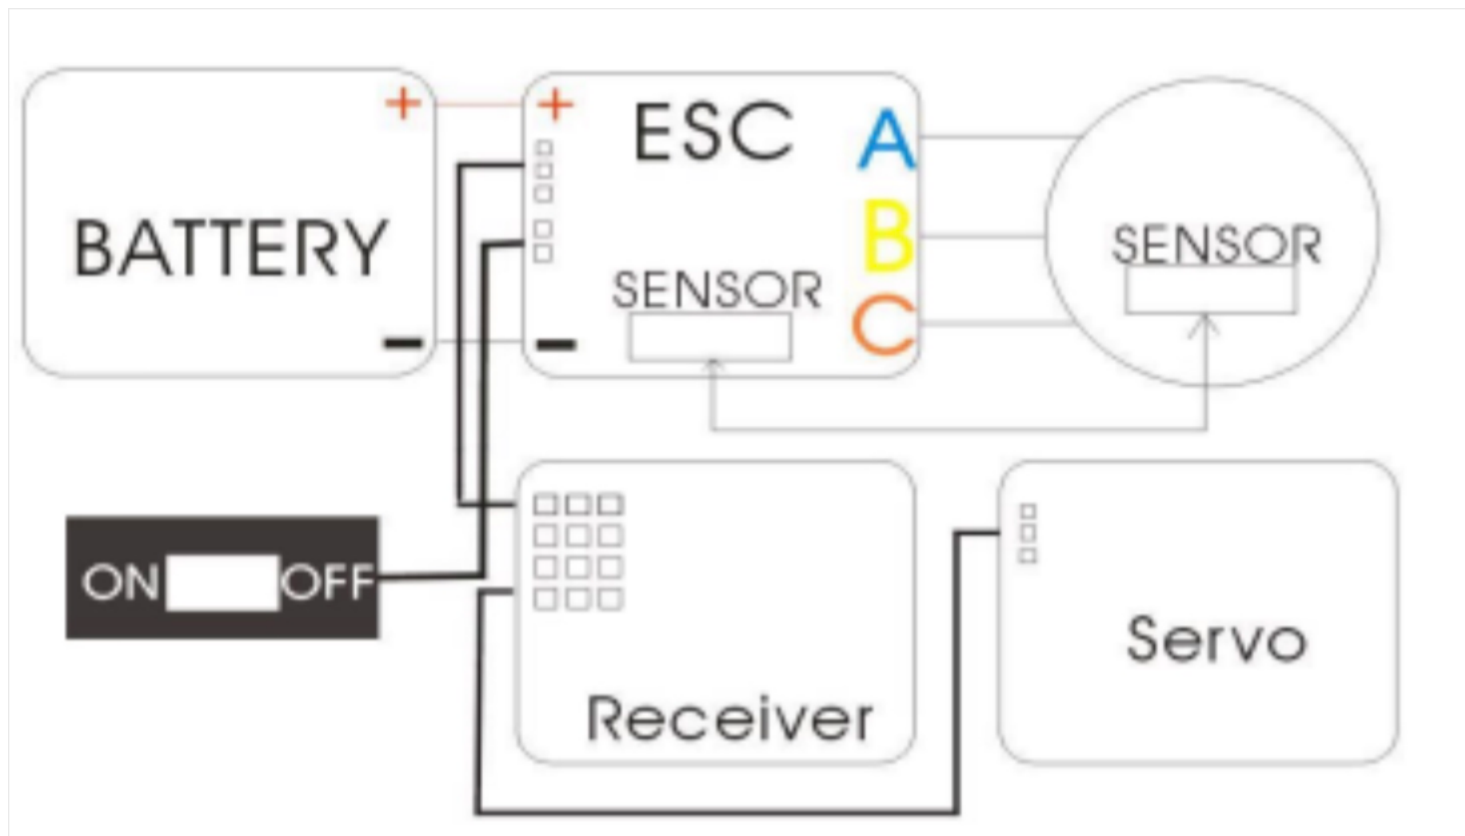 BATTERY
+
−
+
ESC
A
B
C
SENSOR
−
SENSOR
ON OFF
Receiver
Servo